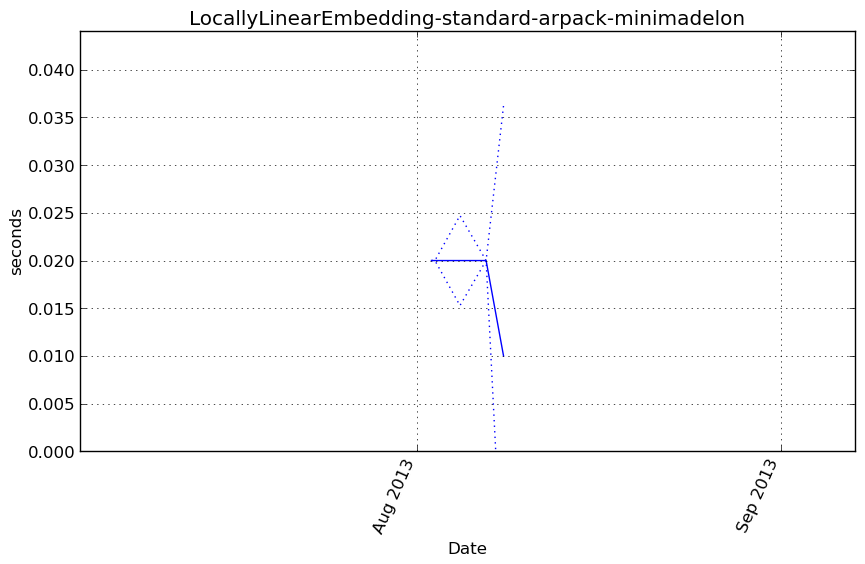 LocallyLinearEmbedding-standard-arpack-minimadelon
0.040
0.035
0.030
0.025
0.020
0.015
0.010
0.005
0.000
seconds
Aug 2013
Sep 2013
Date